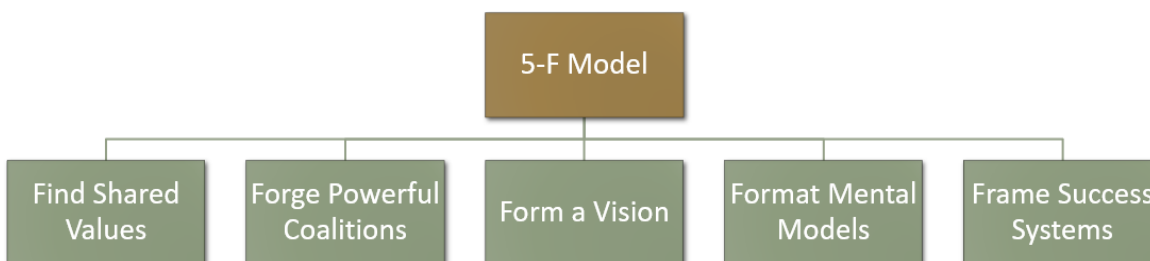 5-F Model
Find Shared
Values
Forge Powerful
Coalitions
Form a Vision
Format Mental
Models
Frame Success
Systems